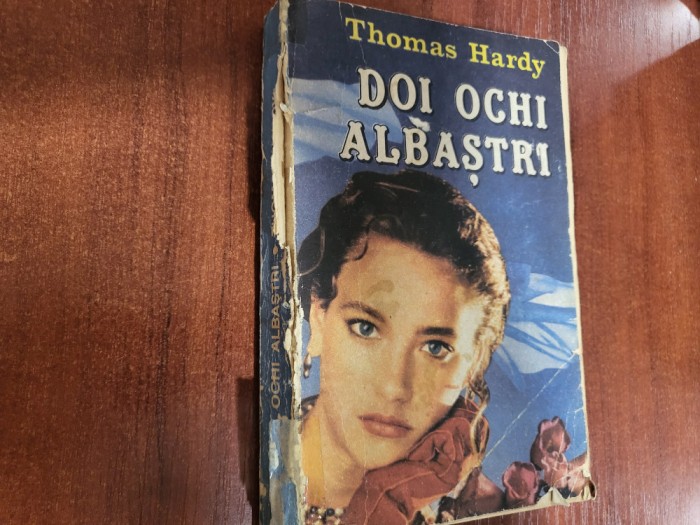 Thomas Hardy
DOI OCHI
ALBAȘTRI
OCHI ALBAȘTRI